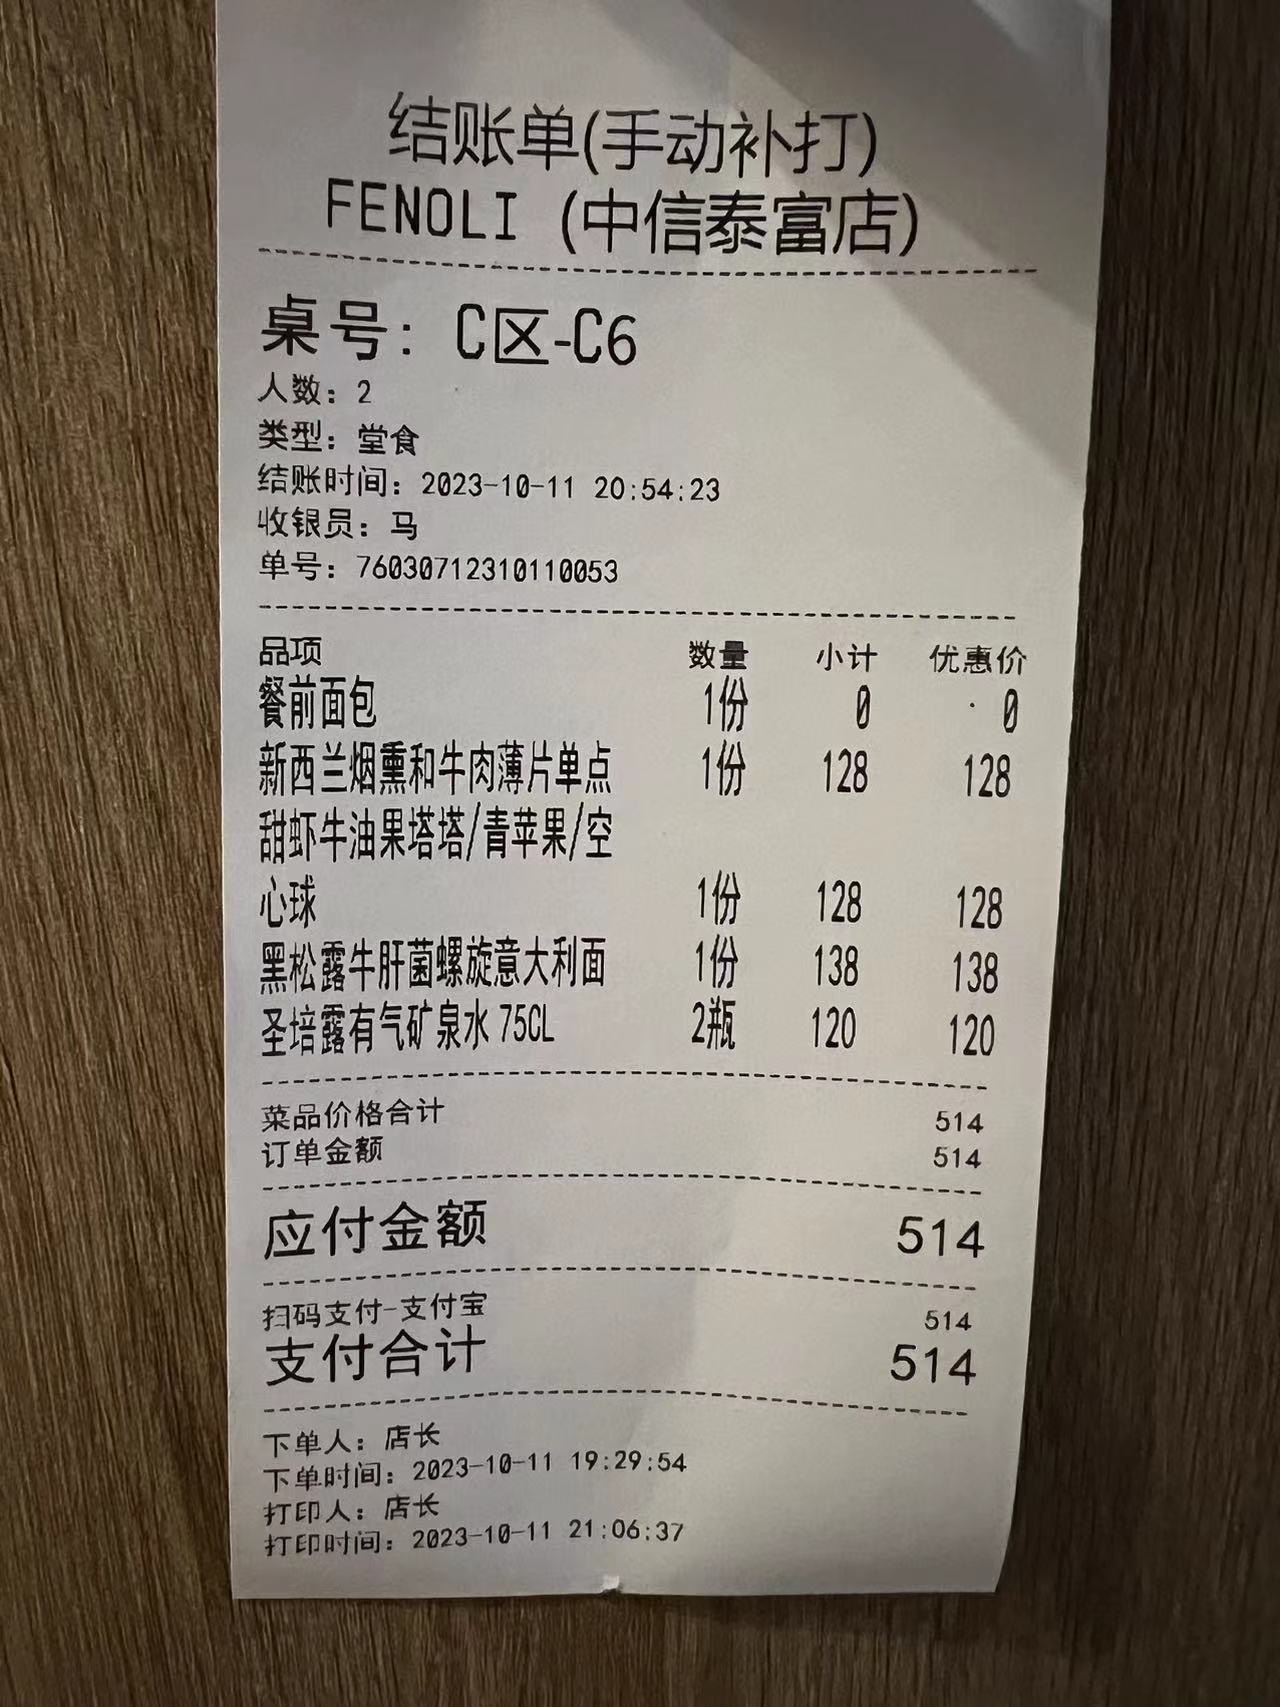 结账单(手动补打)
FENOLI (中信泰富店)
桌号: C区-C6
人数: 2
类型: 堂食
结账时间: 2023-10-11 20:54:23
收银员: 马
单号: 76030712310110053
品项 数量 小计 优惠价
餐前面包 1份 0 0
新西兰烟熏和牛肉薄片单点 1份 128 128
甜虾牛油果塔塔/青苹果/空
心球 1份 128 128
黑松露牛肝菌螺旋意大利面 1份 138 138
圣培露有气矿泉水 75CL 2瓶 120 120
菜品价格合计 514
订单金额 514
应付金额 514
扫码支付-支付宝 514
支付合计 514
下单人: 店长
下单时间: 2023-10-11 19:29:54
打印人: 店长
打印时间: 2023-10-11 21:06:37